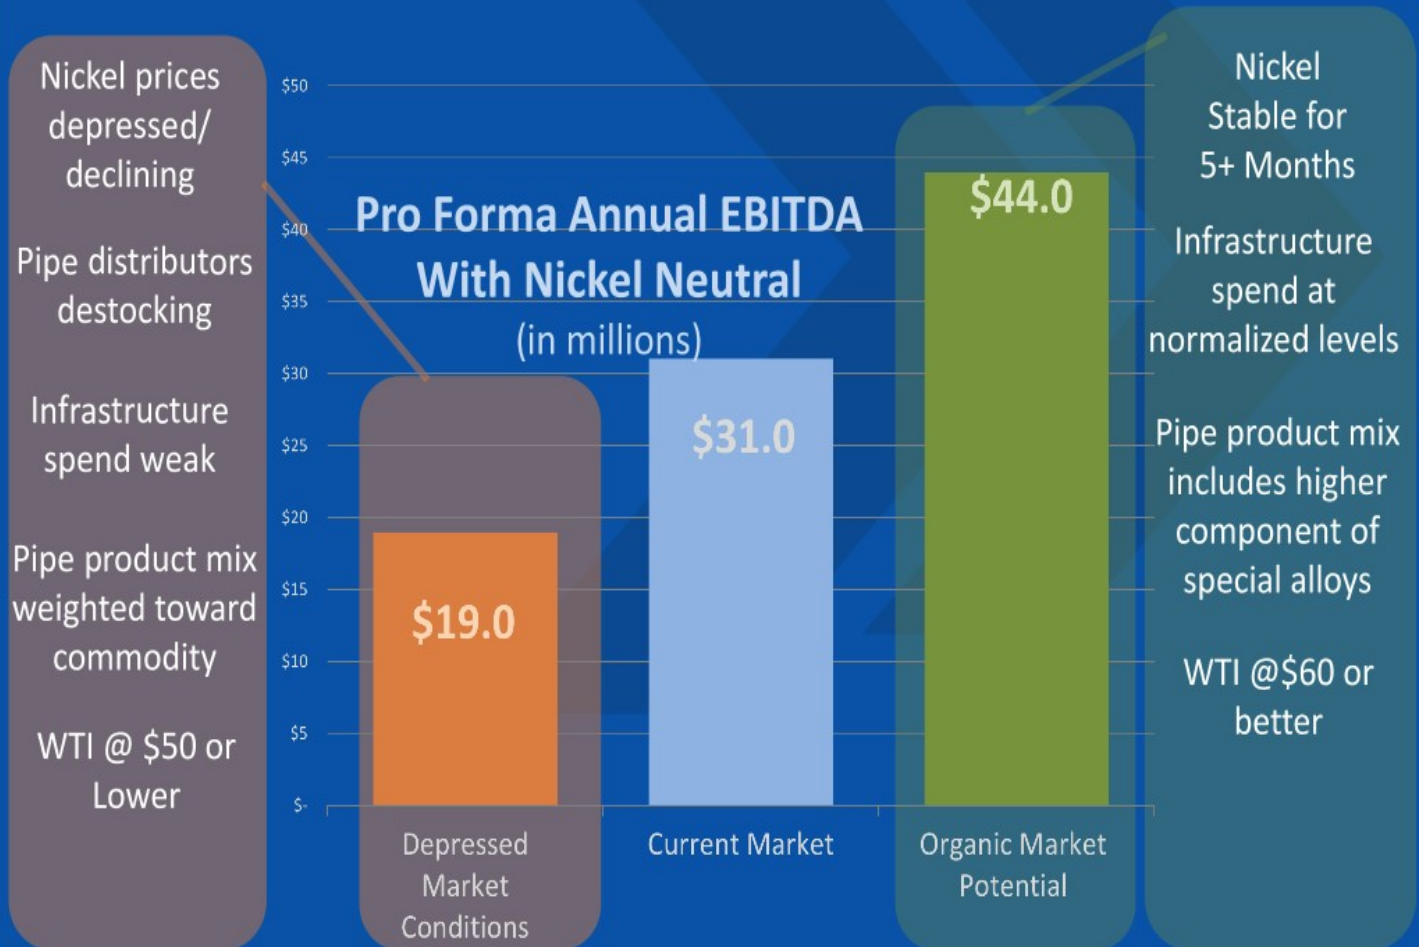 Nickel prices
depressed/
declining
Pipe distributors
destocking
Infrastructure
spend weak
Pipe product mix
weighted toward
commodity
WTI @ $50 or
Lower
Pro Forma Annual EBITDA
With Nickel Neutral
(in millions)
$50
$45
$40
$35
$30
$25
$20
$15
$10
$5
$-
$19.0
$31.0
$44.0
Depressed
Market
Conditions
Current Market
Organic Market
Potential
Nickel
Stable for
5+ Months
Infrastructure
spend at
normalized levels
Pipe product mix
includes higher
component of
special alloys
WTI @$60 or
better